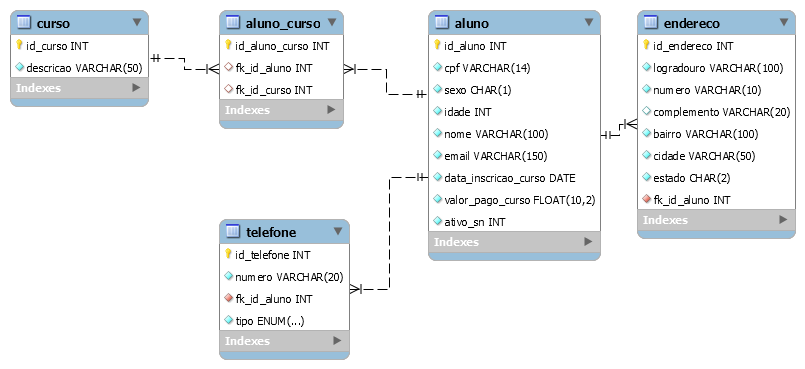 curso
id_curso INT
descricao VARCHAR(50)
Indexes
aluno_curso
id_aluno_curso INT
fk_id_aluno INT
fk_id_curso INT
Indexes
aluno
id_aluno INT
cpf VARCHAR(14)
sexo CHAR(1)
idade INT
nome VARCHAR(100)
email VARCHAR(150)
data_inscricao_curso DATE
valor_pago_curso FLOAT(10,2)
ativo_sn INT
Indexes
endereco
id_endereco INT
logradouro VARCHAR(100)
numero VARCHAR(10)
complemento VARCHAR(20)
bairro VARCHAR(100)
cidade VARCHAR(50)
estado CHAR(2)
fk_id_aluno INT
Indexes
telefone
id_telefone INT
numero VARCHAR(20)
fk_id_aluno INT
tipo ENUM(...)
Indexes